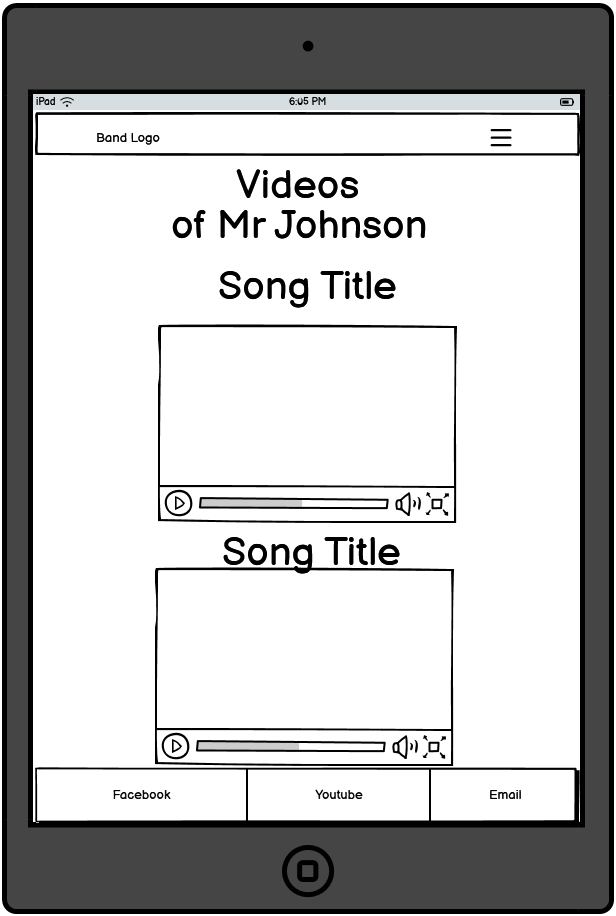 iPad 6:05 PM
Band Logo
Videos
of Mr Johnson
Song Title
Song Title
Facebook Youtube Email